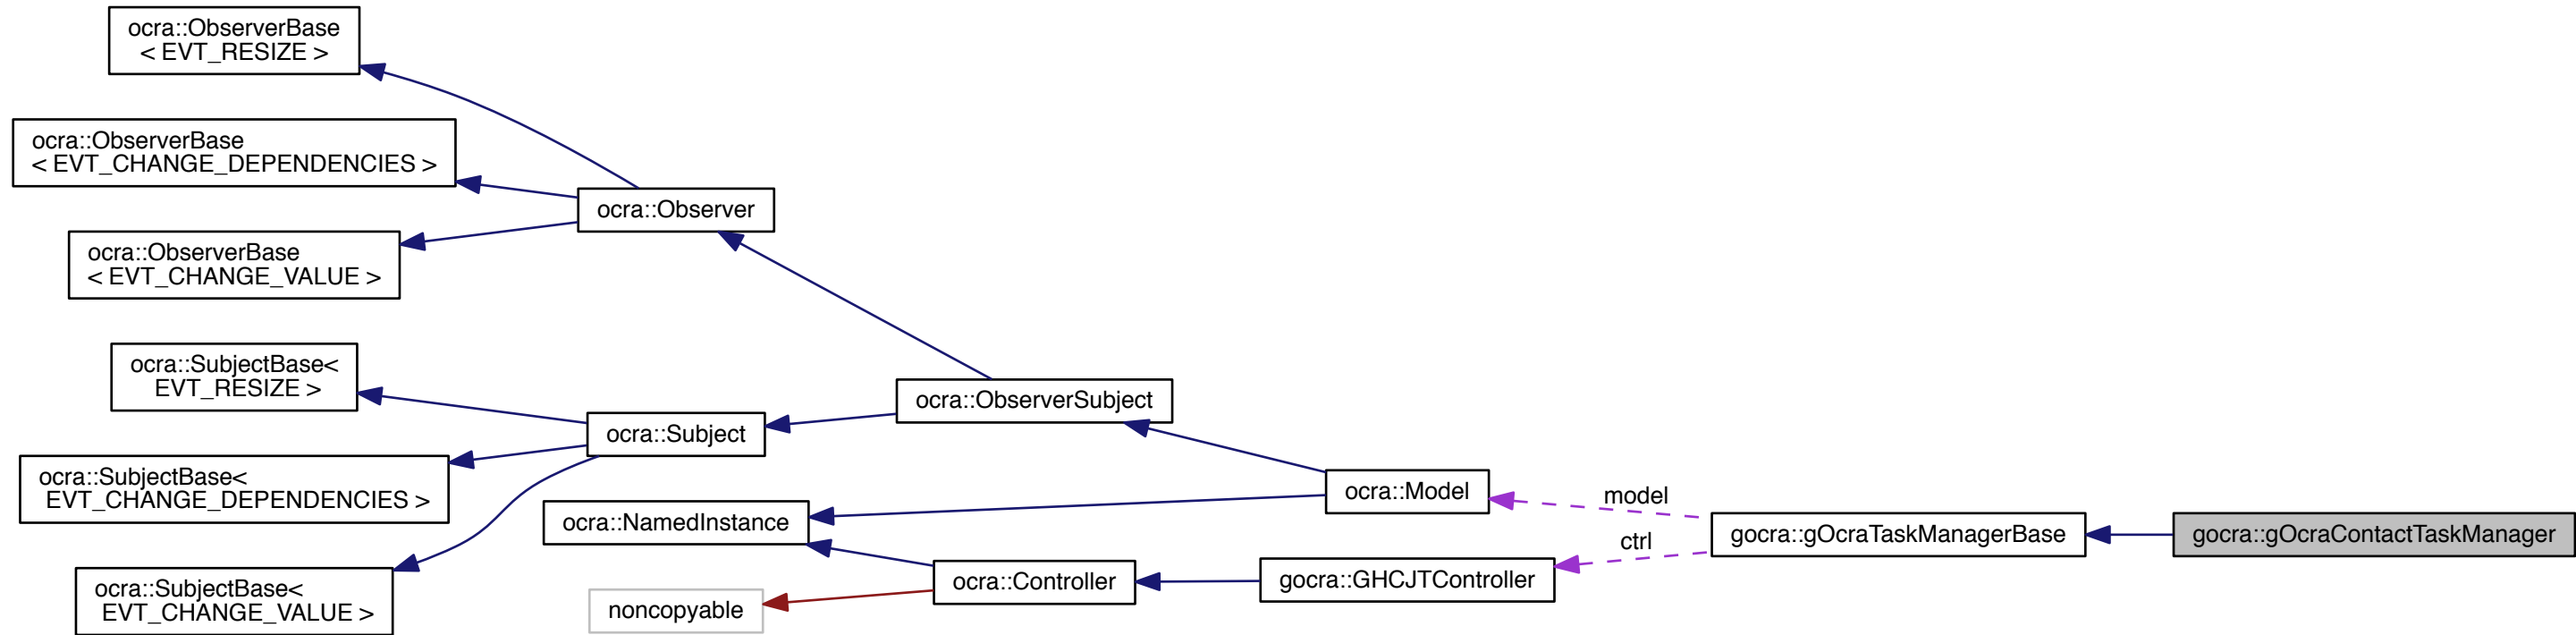 ocra::ObserverBase
< EVT_RESIZE >
ocra::ObserverBase
< EVT_CHANGE_DEPENDENCIES >
ocra::Observer
ocra::ObserverBase
< EVT_CHANGE_VALUE >
ocra::SubjectBase<
EVT_RESIZE >
ocra::ObserverSubject
ocra::Subject
ocra::SubjectBase<
EVT_CHANGE_DEPENDENCIES >
ocra::Model
model
ocra::NamedInstance
gocra::gOcraTaskManagerBase
gocra::gOcraContactTaskManager
ctrl
ocra::Controller
gocra::GHCJTController
ocra::SubjectBase<
EVT_CHANGE_VALUE >
noncopyable